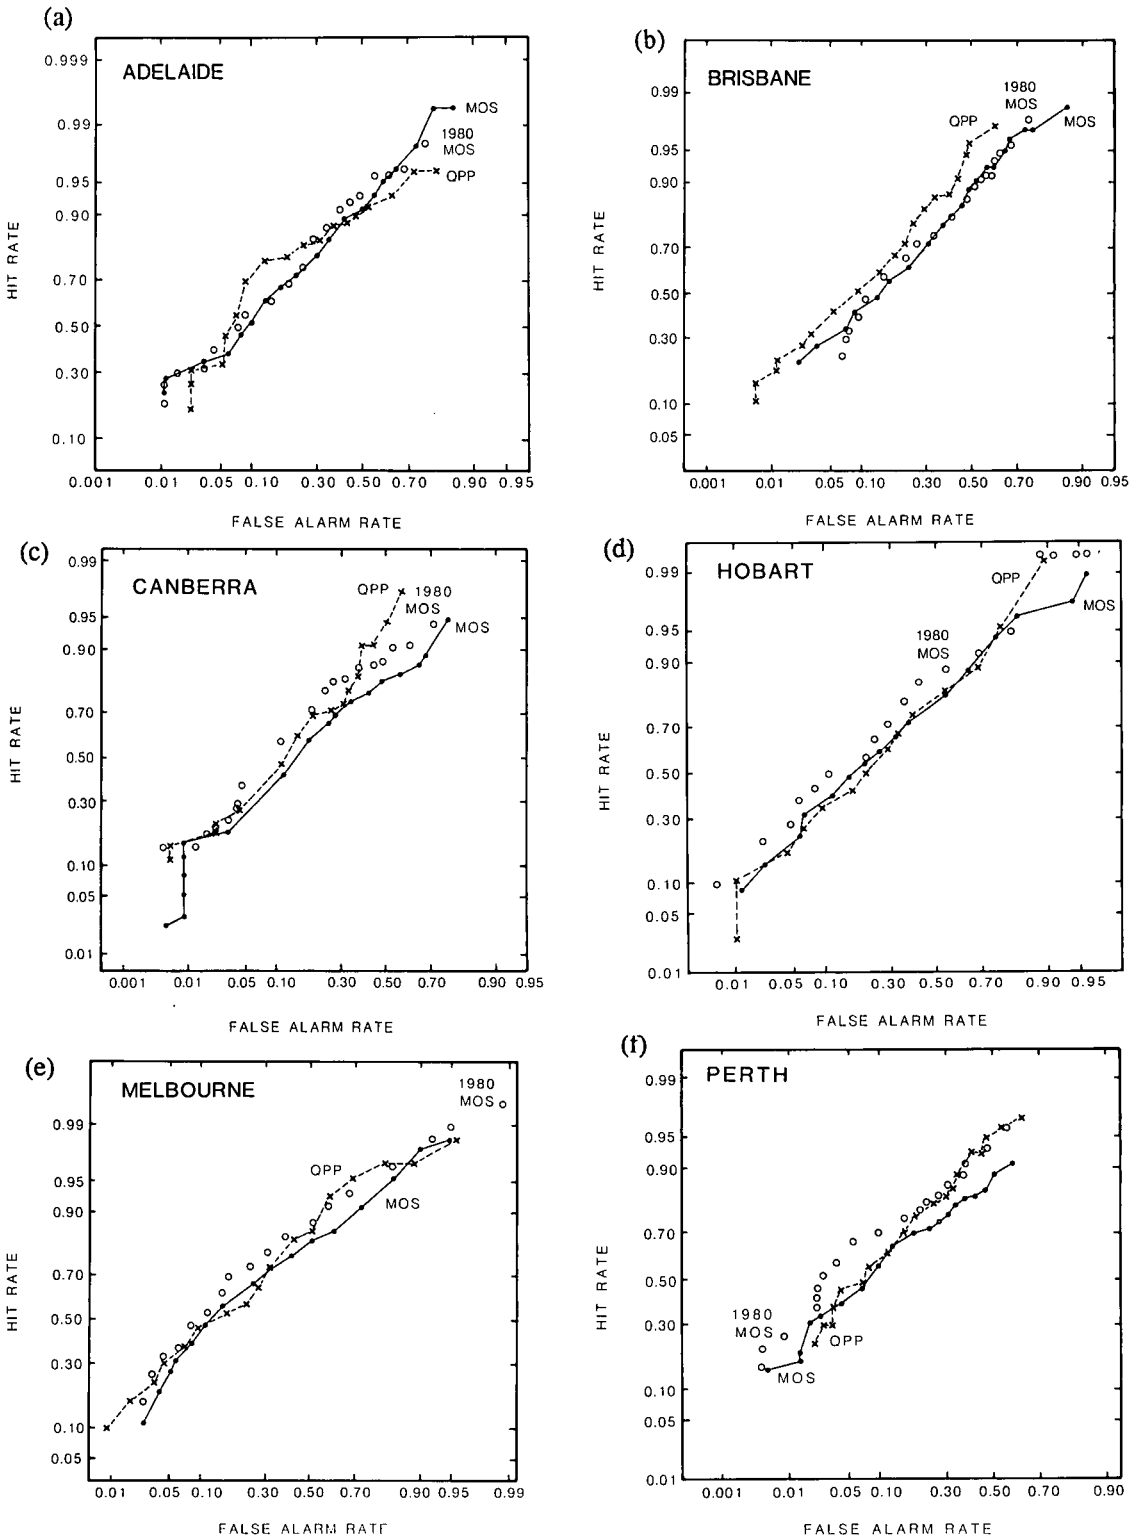 (a)
ADELAIDE
0.999
0.99
0.95
0.90
0.70
0.50
0.30
0.10
HIT RATE
MOS
1980
MOS
QPP
0.001 0.01 0.05 0.10 0.30 0.50 0.70 0.90 0.95
FALSE ALARM RATE
(b)
BRISBANE
0.99
0.95
0.90
0.70
0.50
0.30
0.10
0.05
HIT RATE
1980
MOS
QPP
MOS
0.001 0.01 0.05 0.10 0.30 0.50 0.70 0.90 0.95
FALSE ALARM RATE
(c)
CANBERRA
0.99
0.95
0.90
0.70
0.50
0.30
0.10
0.05
0.01
HIT RATE
QPP
1980
MOS
MOS
0.001 0.01 0.05 0.10 0.30 0.50 0.70 0.90 0.95
FALSE ALARM RATE
(d)
HOBART
0.99
0.95
0.90
0.70
0.50
0.30
0.10
0.05
0.01
HIT RATE
QPP
MOS
1980
MOS
0.01 0.05 0.10 0.30 0.50 0.70 0.90 0.95
FALSE ALARM RATE
(e)
MELBOURNE
0.99
0.95
0.90
0.70
0.50
0.30
0.10
0.05
HIT RATE
1980
MOS
QPP
MOS
0.01 0.05 0.10 0.30 0.50 0.70 0.90 0.95 0.99
FALSE ALARM RATE
(f)
PERTH
0.99
0.95
0.90
0.70
0.50
0.30
0.10
0.05
0.01
HIT RATE
1980
MOS
QPP
MOS
0.001 0.01 0.05 0.10 0.30 0.50 0.70 0.90 0.95
FALSE ALARM RATE